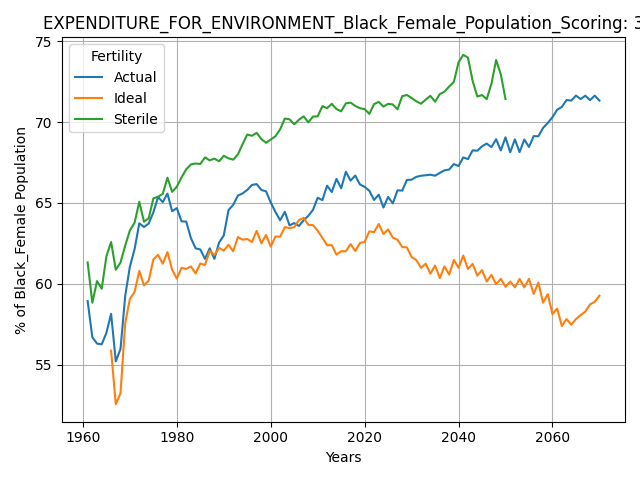 EXPENDITURE_FOR_ENVIRONMENT_Black_Female_Population_Scoring: 3
75
70
65
60
55
% of Black_Female Population
Fertility
Actual
Ideal
Sterile
1960 1980 2000 2020 2040 2060
Years